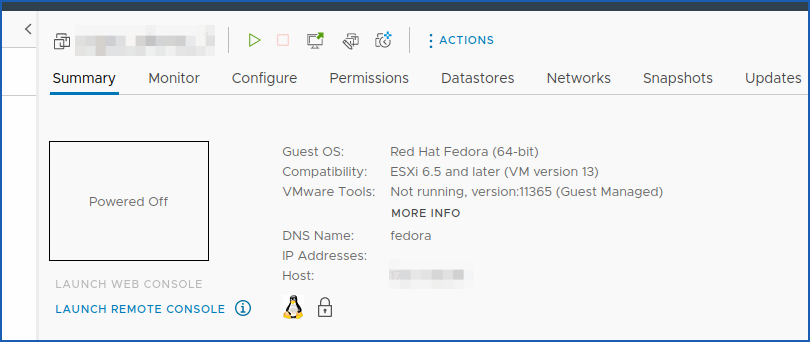 ACTIONS
Summary Monitor Configure Permissions Datastores Networks Snapshots Updates
Powered Off
LAUNCH WEB CONSOLE
LAUNCH REMOTE CONSOLE
Guest OS: Red Hat Fedora (64-bit)
Compatibility: ESXi 6.5 and later (VM version 13)
VMware Tools: Not running, version:11365 (Guest Managed)
MORE INFO
DNS Name: fedora
IP Addresses:
Host: